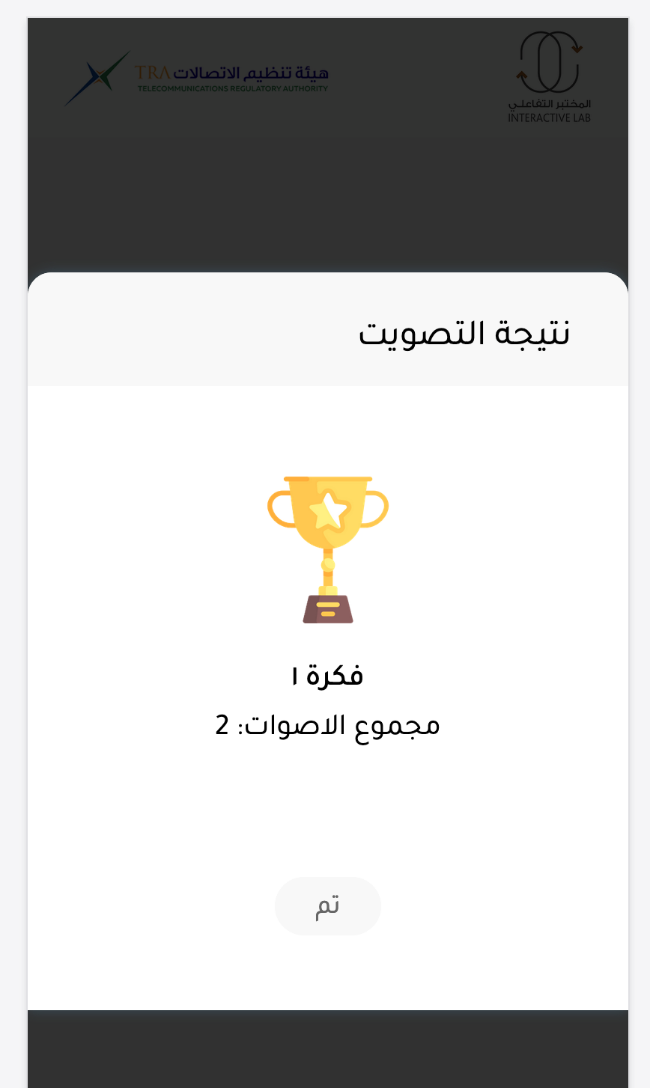 هيئة تنظيم الاتصالات TRA
TELECOMMUNICATIONS REGULATORY AUTHORITY
المختبر التفاعلي
INTERACTIVE LAB
نتيجة التصويت
فكرة ١
مجموع الاصوات: 2
تم